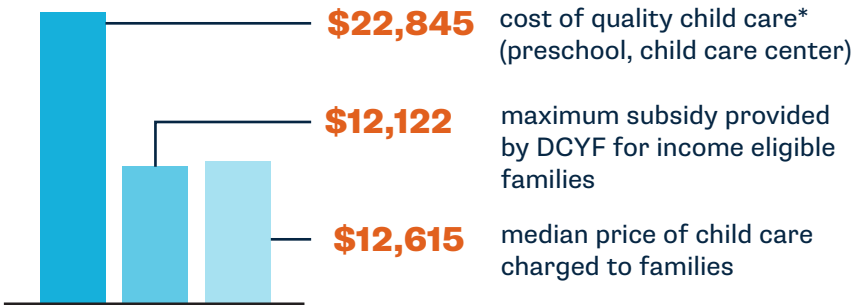 $22,845 cost of quality child care*
(preschool, child care center)
$12,122 maximum subsidy provided
by DCYF for income eligible
families
$12,615 median price of child care
charged to families